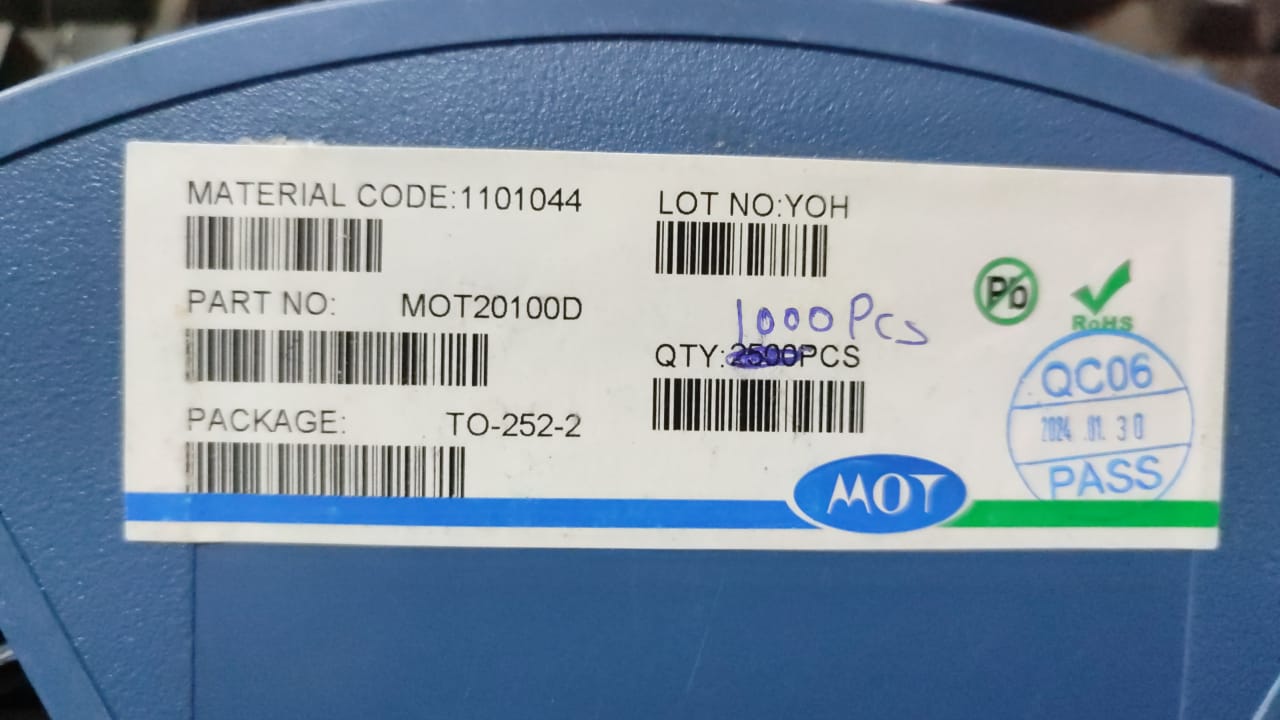 MATERIAL CODE:1101044
LOT NO:YOH
PART NO: MOT20100D
1000 Pcs
QTY:2500PCS
PACKAGE: TO-252-2
Pb
RoHS
QC06
2024.01.30
PASS
MOT